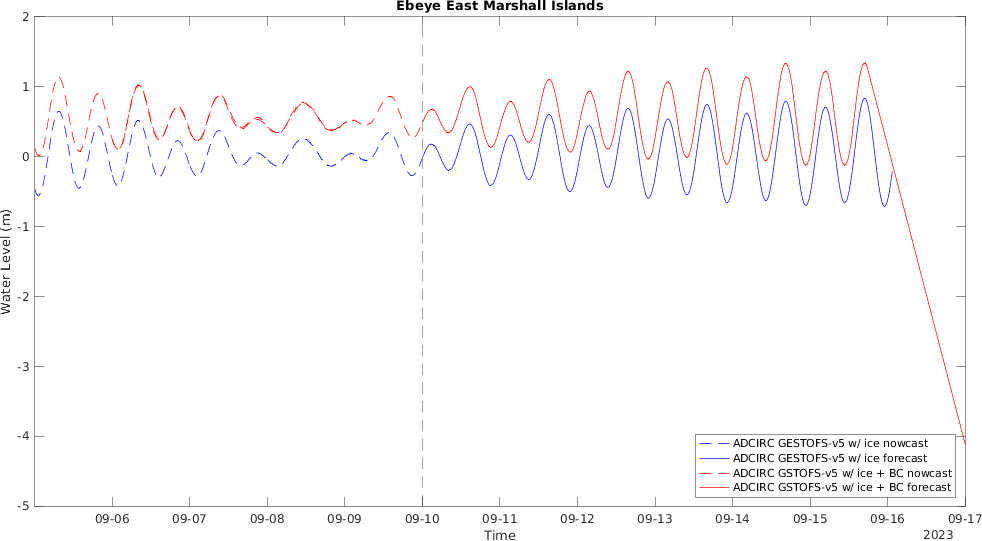 Ebeye East Marshall Islands
2
1
0
-1
-2
-3
-4
-5
Water Level (m)
ADCIRC GESTOFS-v5 w/ ice nowcast
ADCIRC GESTOFS-v5 w/ ice forecast
ADCIRC GSTOFS-v5 w/ ice + BC nowcast
ADCIRC GSTOFS-v5 w/ ice + BC forecast
09-06 09-07 09-08 09-09 09-10 09-11 09-12 09-13 09-14 09-15 09-16 09-17
Time
2023